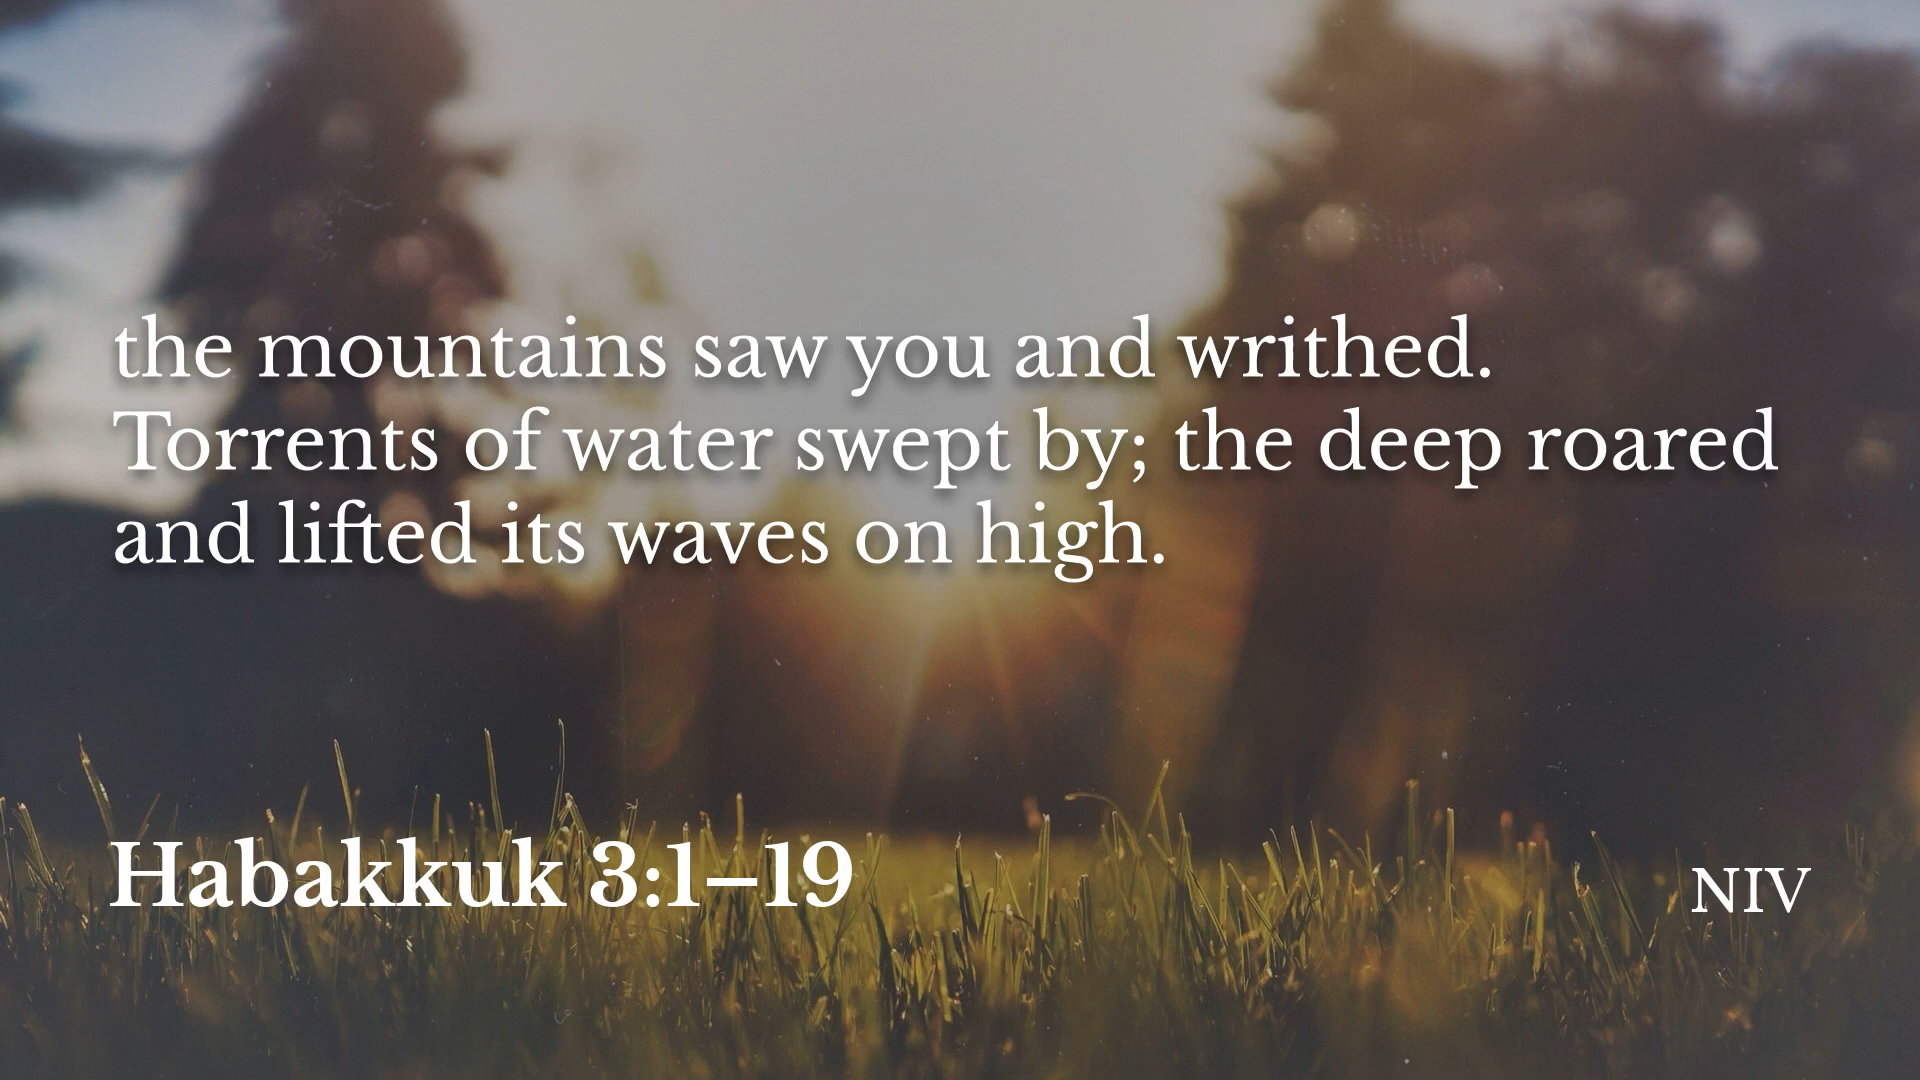 the mountains saw you and writhed.
Torrents of water swept by; the deep roared
and lifted its waves on high.
Habakkuk 3:1–19
NIV